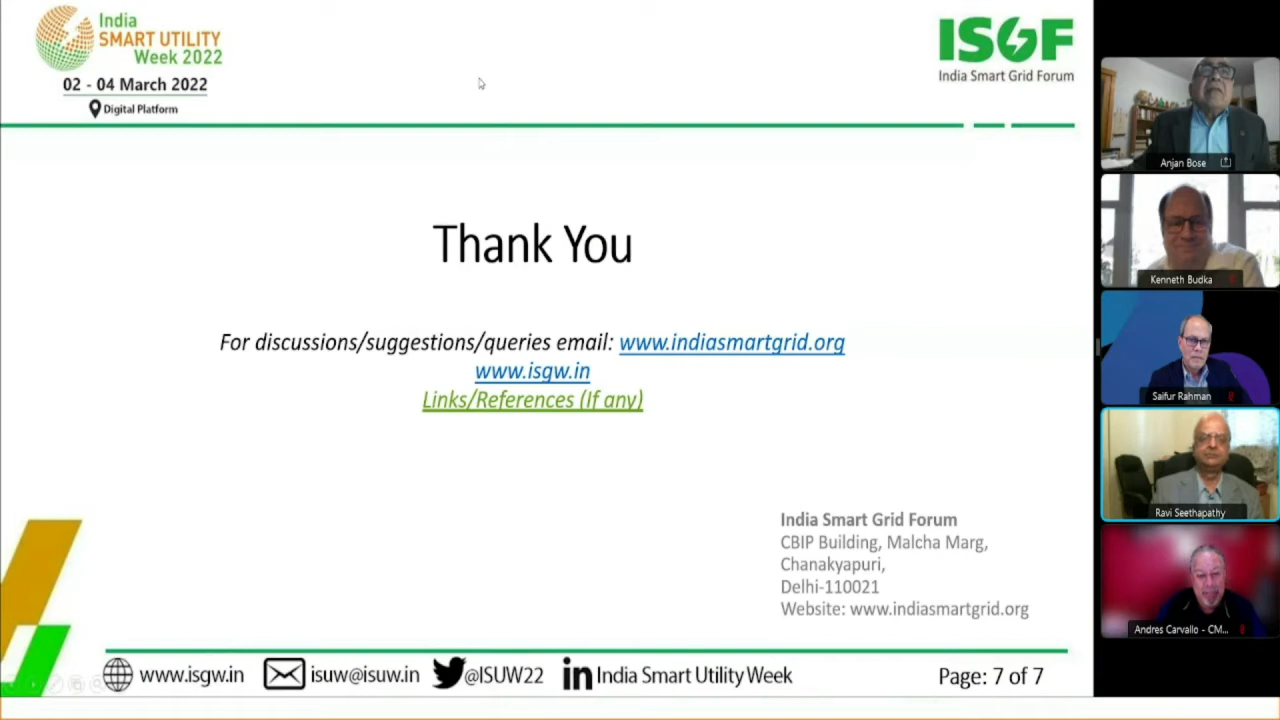 India
SMART UTILITY
Week 2022
02 - 04 March 2022
Digital Platform
ISGF
India Smart Grid Forum
Thank You
For discussions/suggestions/queries email: www.indiasmartgrid.org
www.isgw.in
Links/References (If any)
India Smart Grid Forum
CBIP Building, Malcha Marg,
Chanakyapuri,
Delhi-110021
Website: www.indiasmartgrid.org
www.isgw.in
isuw@isuw.in
@ISUW22
in India Smart Utility Week
Page: 7 of 7
Anjan Bose
Kenneth Budka
Saifur Rahman
Ravi Seethapathy
Andres Carvallo - CM...